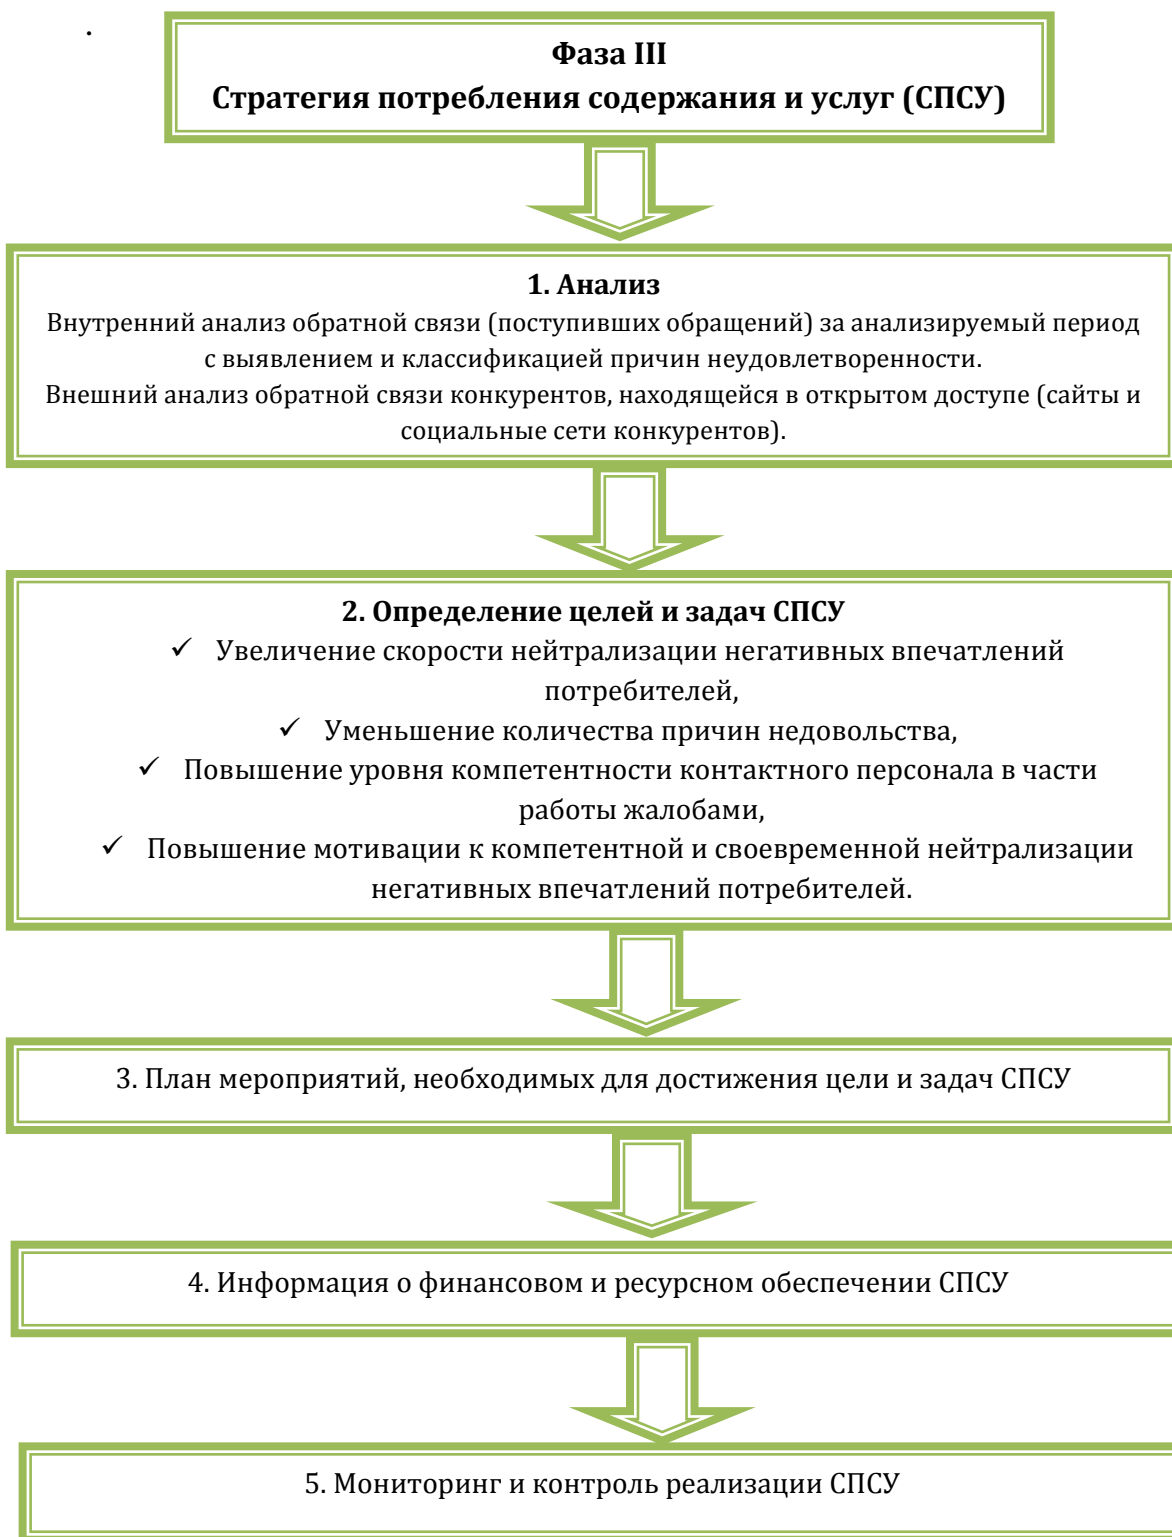 .
Фаза III
Стратегия потребления содержания и услуг (СПСУ)
1. Анализ
Внутренний анализ обратной связи (поступивших обращений) за анализируемый период
с выявлением и классификацией причин неудовлетворенности.
Внешний анализ обратной связи конкурентов, находящейся в открытом доступе (сайты и
социальные сети конкурентов).
2. Определение целей и задач СПСУ
✓ Увеличение скорости нейтрализации негативных впечатлений
потребителей,
✓ Уменьшение количества причин недовольства,
✓ Повышение уровня компетентности контактного персонала в части
работы жалобами,
✓ Повышение мотивации к компетентной и своевременной нейтрализации
негативных впечатлений потребителей.
3. План мероприятий, необходимых для достижения цели и задач СПСУ
4. Информация о финансовом и ресурсном обеспечении СПСУ
5. Мониторинг и контроль реализации СПСУ